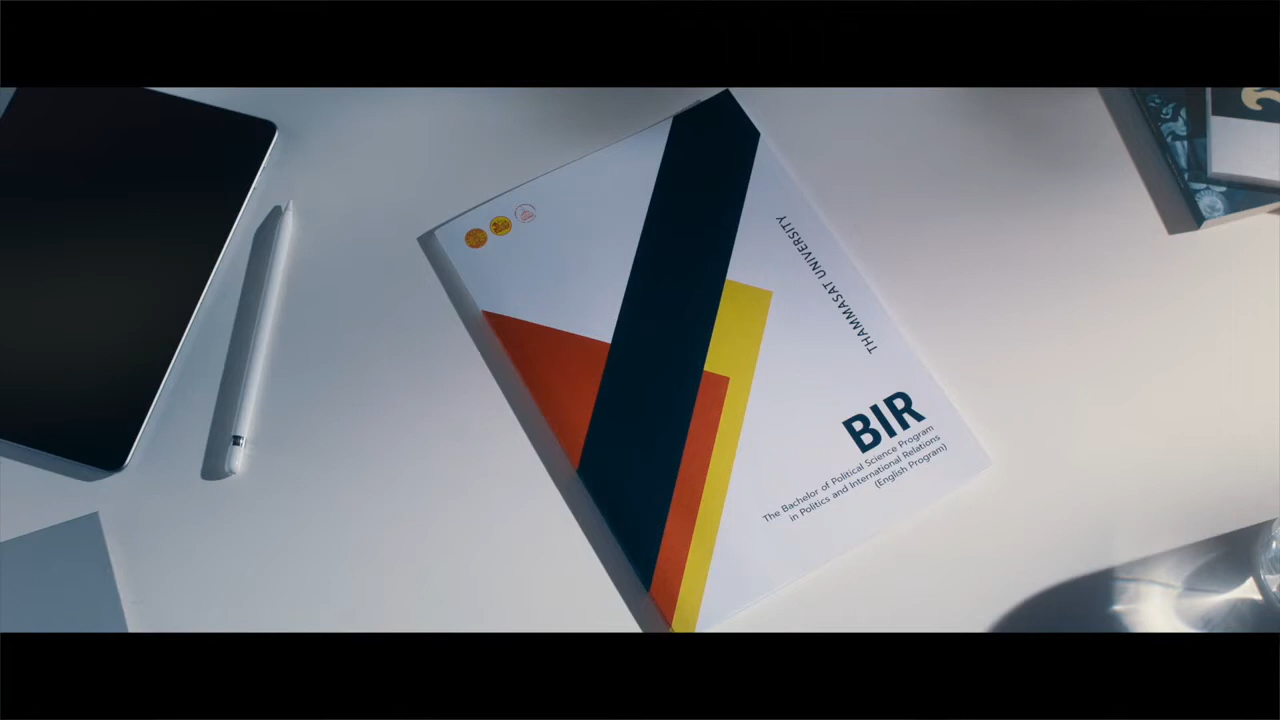 THAMMASAT UNIVERSITY
BIR
The Bachelor of Political Science Program
in Politics and International Relations
(English Program)